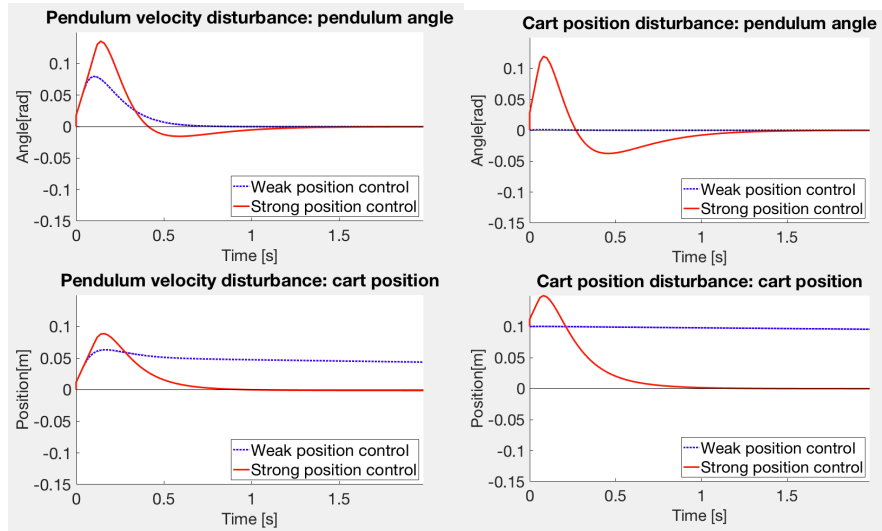 Pendulum velocity disturbance: pendulum angle
Angle[rad]
0.1
0.05
0
-0.05
-0.1
-0.15
0
0.5
1
1.5
Time [s]
Weak position control
Strong position control
Cart position disturbance: pendulum angle
Angle[rad]
0.1
0.05
0
-0.05
-0.1
-0.15
0
0.5
1
1.5
Time [s]
Weak position control
Strong position control
Pendulum velocity disturbance: cart position
Position[m]
0.1
0.05
0
-0.05
-0.1
-0.15
0
0.5
1
1.5
Time [s]
Weak position control
Strong position control
Cart position disturbance: cart position
Position[m]
0.1
0.05
0
-0.05
-0.1
-0.15
0
0.5
1
1.5
Time [s]
Weak position control
Strong position control